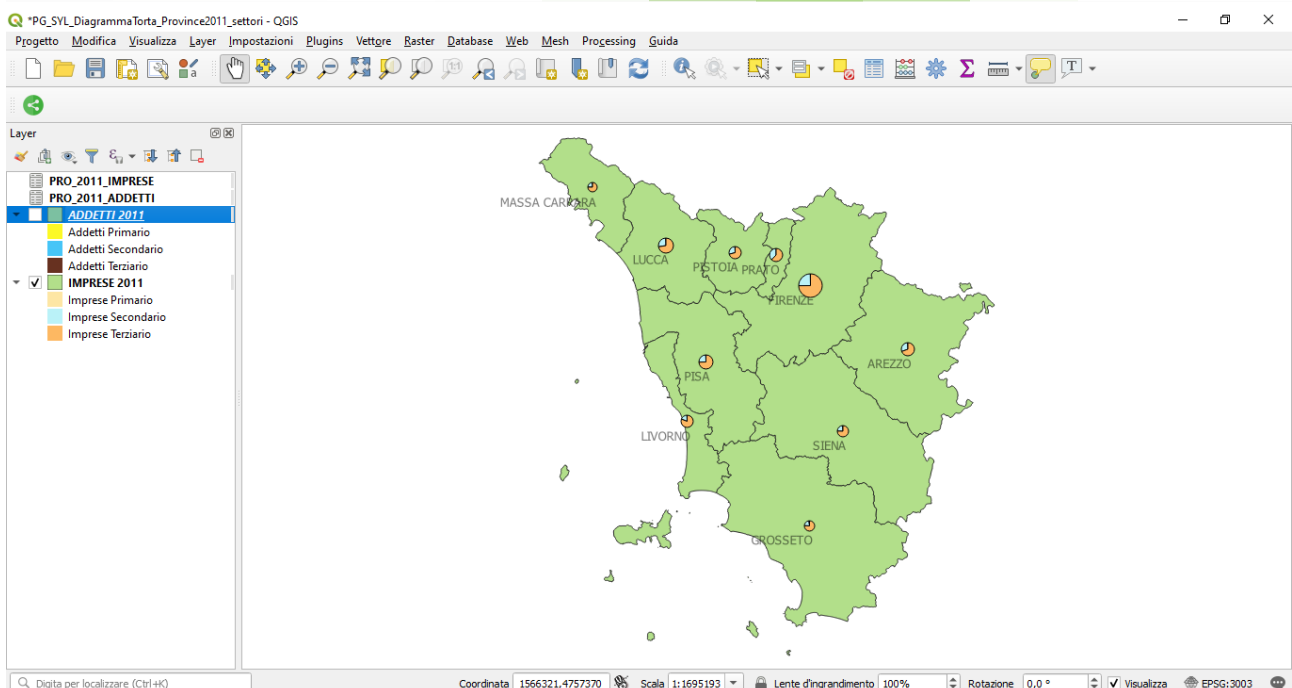 *PG_SYL_DiagrammaTorta_Province2011_settori - QGIS
Progetto Modifica Visualizza Layer Impostazioni Plugins Vettore Raster Database Web Mesh Processing Guida
Layer
PRO_2011_IMPRESE
PRO_2011_ADDETTI
ADDETTI 2011
Addetti Primario
Addetti Secondario
Addetti Terziario
IMPRESE 2011
Imprese Primario
Imprese Secondario
Imprese Terziario
MASSA CARRARA
LUCCA
PISTOIA
PRATO
FIRENZE
AREZZO
PISA
LIVORNO
SIENA
GROSSETO
Digita per localizzare (Ctrl+K)
Coordinata 1566321,4757370 Scala 1:1695193 Lente d'ingrandimento 100% Rotazione 0,0 ° Visualizza EPSG:3003